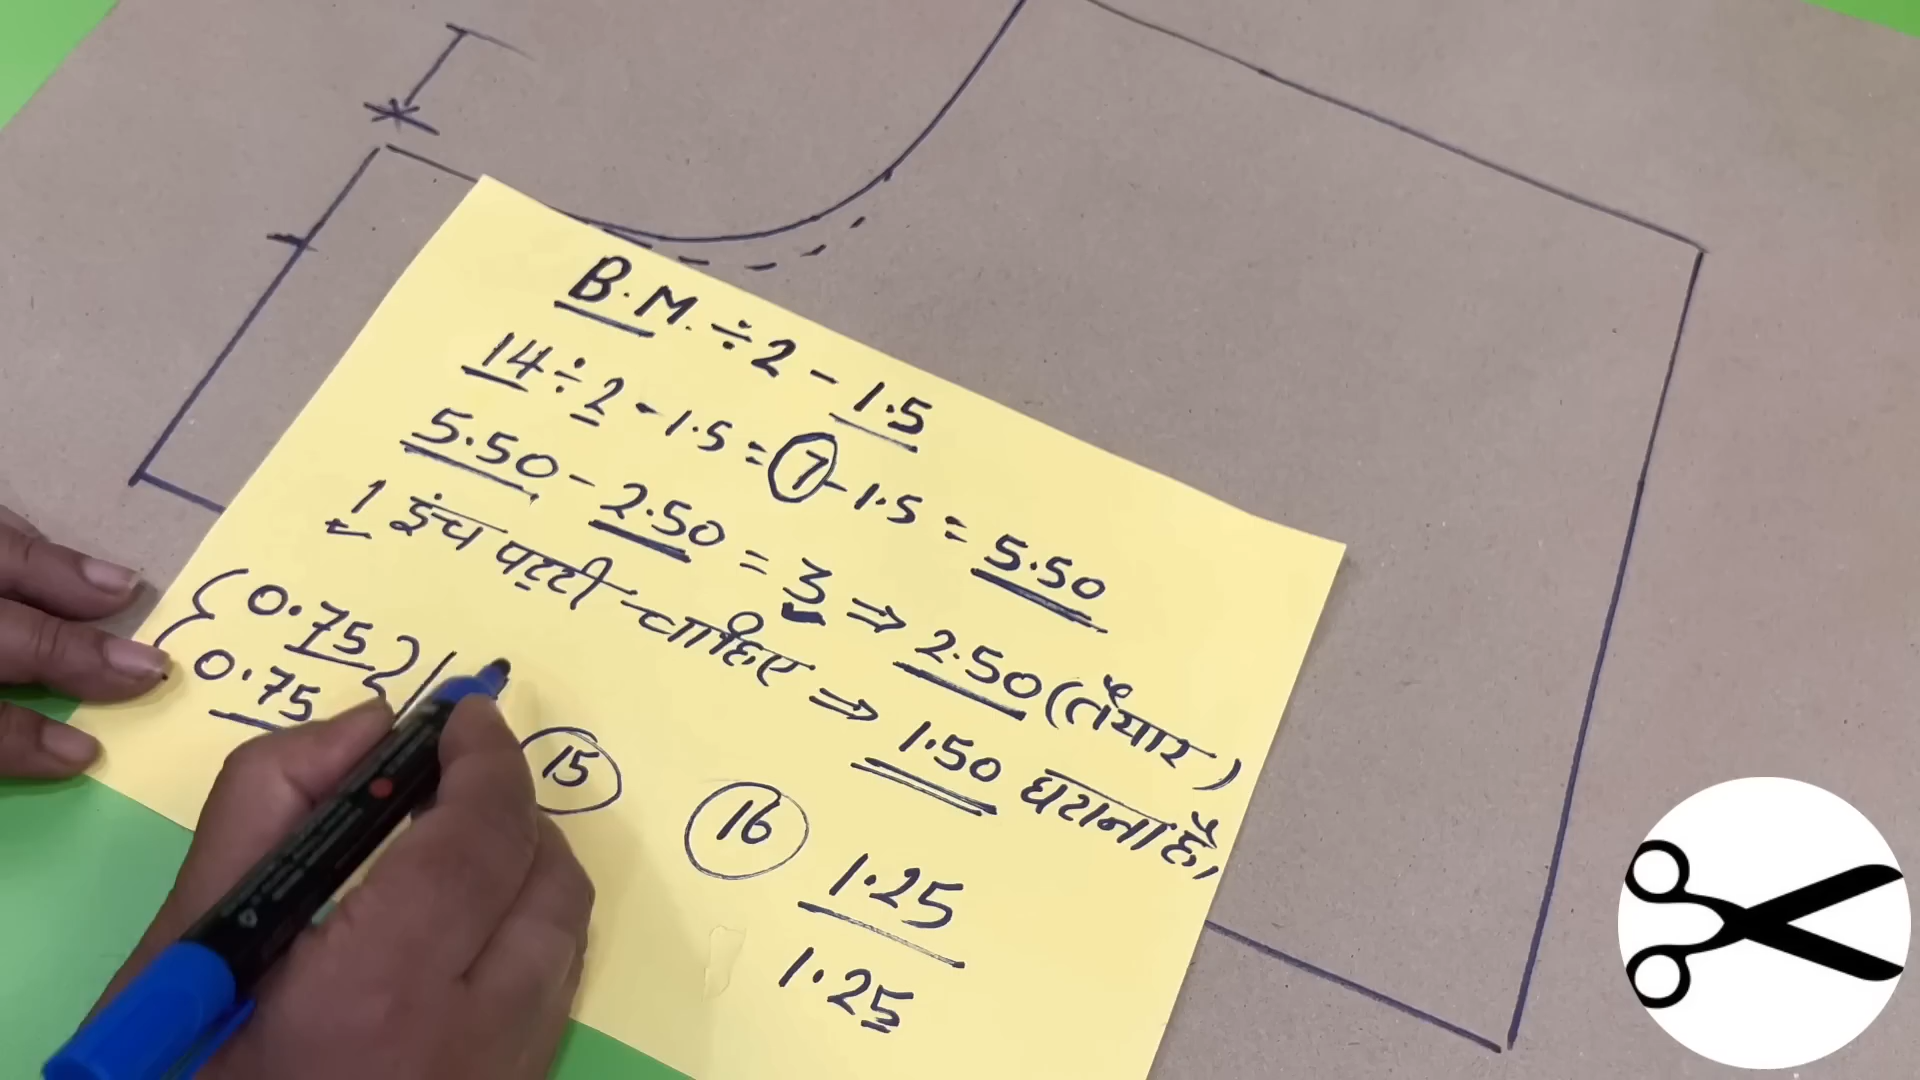 B.M. ÷ 2 - 1.5
14 ÷ 2 - 1.5 = 7 - 1.5 = 5.50
5.50 - 2.50 = 3 ⇒ 2.50 (तैयार)
1 इंच पट्टी चाहिए ⇒ 1.50 घटाना है,
0.75
0.75
15
16
1.25
1.25